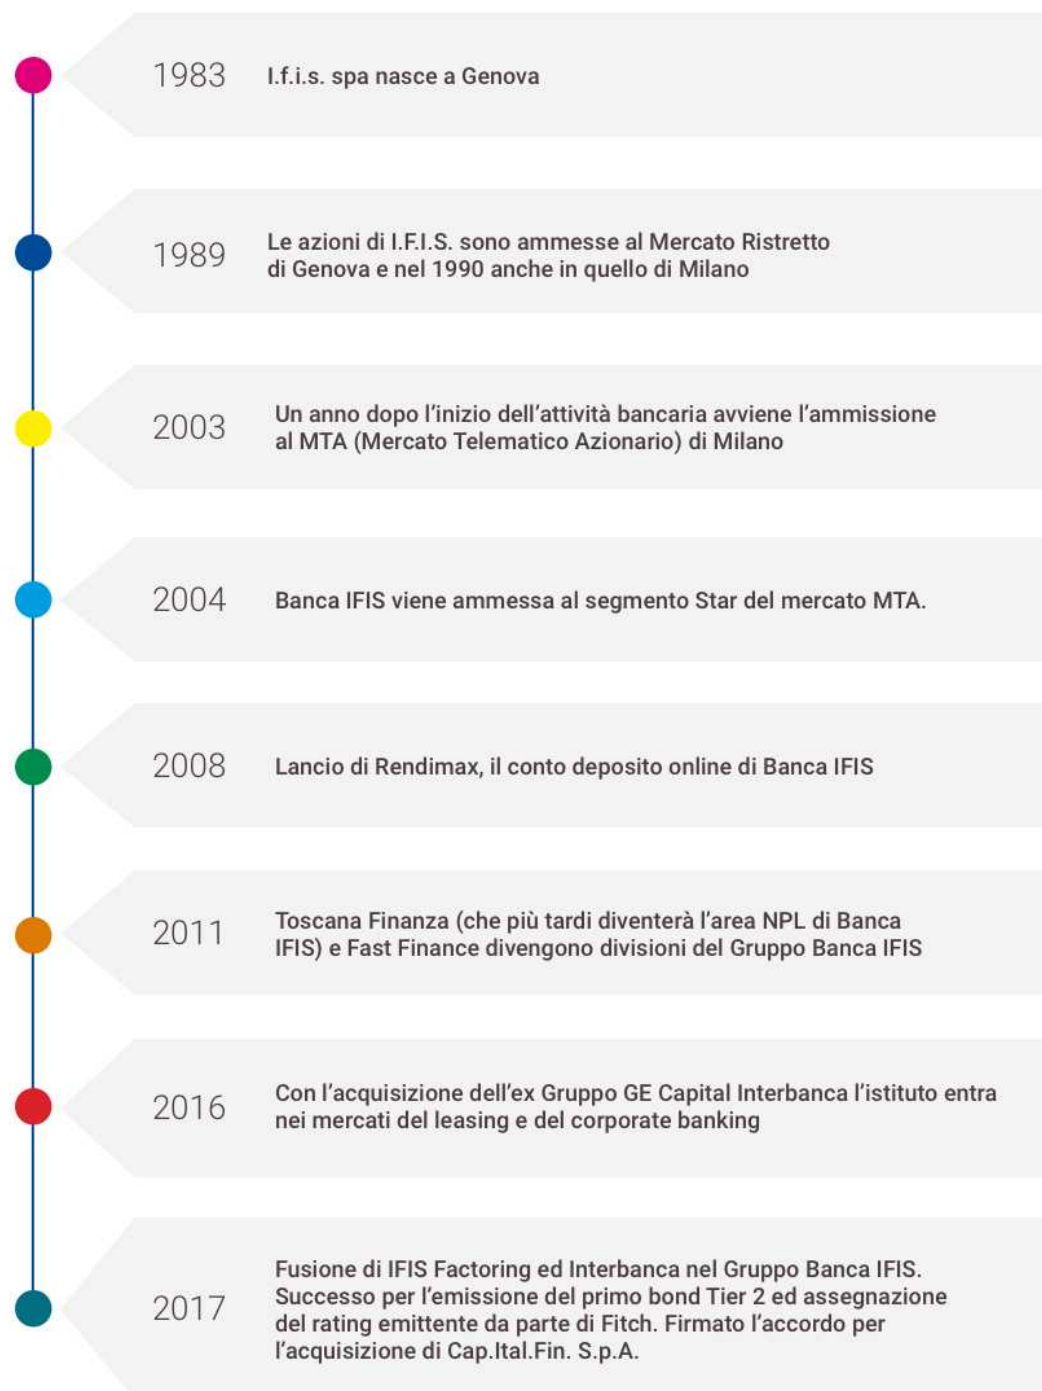 1983
I.f.i.s. spa nasce a Genova
1989
Le azioni di I.F.I.S. sono ammesse al Mercato Ristretto
di Genova e nel 1990 anche in quello di Milano
2003
Un anno dopo l’inizio dell’attività bancaria avviene l’ammissione
al MTA (Mercato Telematico Azionario) di Milano
2004
Banca IFIS viene ammessa al segmento Star del mercato MTA.
2008
Lancio di Rendimax, il conto deposito online di Banca IFIS
2011
Toscana Finanza (che più tardi diventerà l’area NPL di Banca
IFIS) e Fast Finance divengono divisioni del Gruppo Banca IFIS
2016
Con l’acquisizione dell’ex Gruppo GE Capital Interbanca l’istituto entra
nei mercati del leasing e del corporate banking
2017
Fusione di IFIS Factoring ed Interbanca nel Gruppo Banca IFIS.
Successo per l’emissione del primo bond Tier 2 ed assegnazione
del rating emittente da parte di Fitch. Firmato l’accordo per
l’acquisizione di Cap.Ital.Fin. S.p.A.